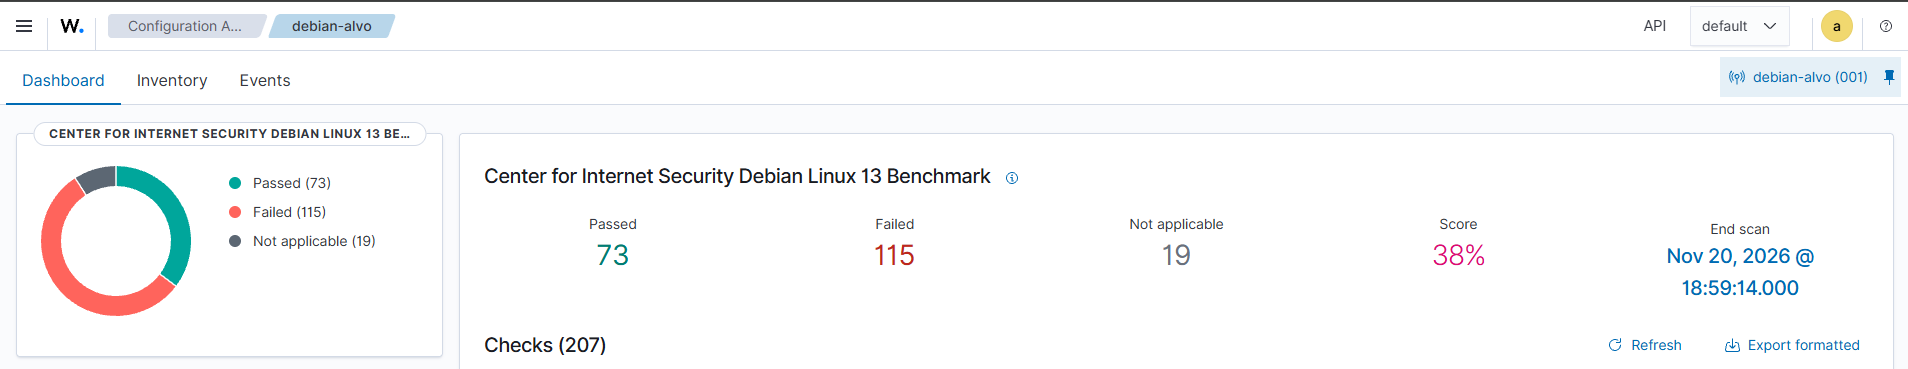 W.
Configuration A...
debian-alvo
API
default
a
Dashboard
Inventory
Events
debian-alvo (001)
CENTER FOR INTERNET SECURITY DEBIAN LINUX 13 BE...
Passed (73)
Failed (115)
Not applicable (19)
Center for Internet Security Debian Linux 13 Benchmark
Passed
73
Failed
115
Not applicable
19
Score
38%
End scan
Nov 20, 2026 @
18:59:14.000
Checks (207)
Refresh
Export formatted